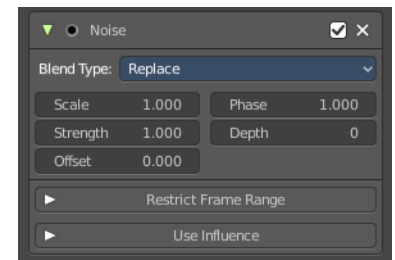 Noise
Blend Type: Replace
Scale 1.000 Phase 1.000
Strength 1.000 Depth 0
Offset 0.000
Restrict Frame Range
Use Influence